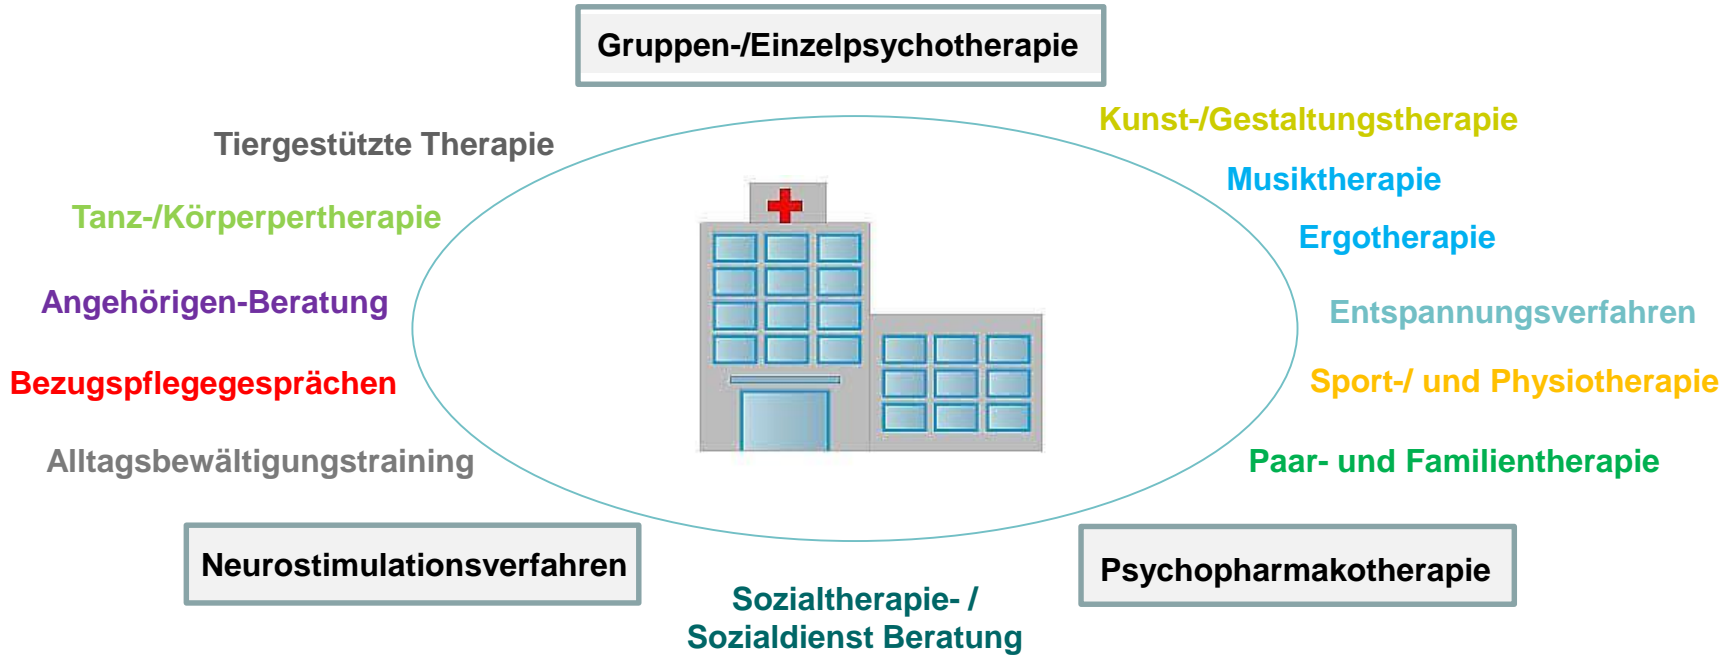 Gruppen-/Einzelpsychotherapie
Kunst-/Gestaltungstherapie
Tiergestützte Therapie
Musiktherapie
Tanz-/Körperpertherapie
Ergotherapie
Angehörigen-Beratung
Entspannungsverfahren
Bezugspflegegesprächen
Sport-/ und Physiotherapie
Alltagsbewältigungstraining
Paar- und Familientherapie
Neurostimulationsverfahren
Psychopharmakotherapie
Sozialtherapie- /
Sozialdienst Beratung